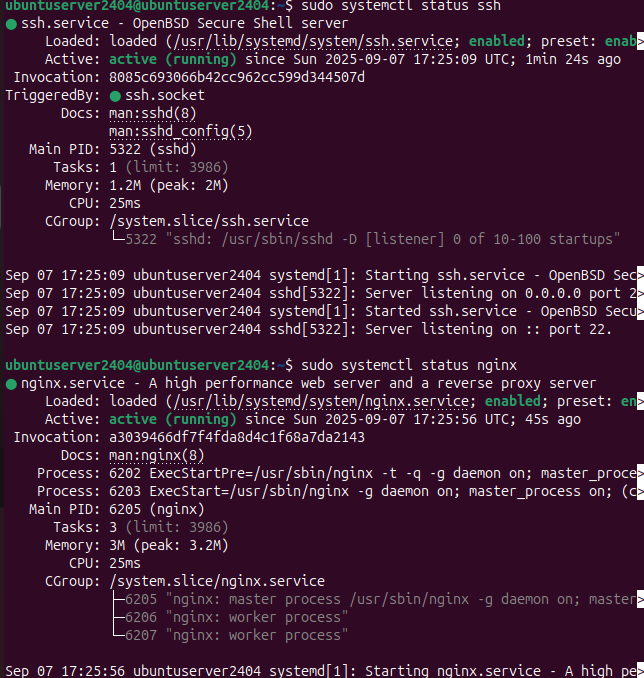 ubuntuserver2404@ubuntuserver2404:~$ sudo systemctl status ssh
● ssh.service - OpenBSD Secure Shell server
Loaded: loaded (/usr/lib/systemd/system/ssh.service; enabled; preset: enab>
Active: active (running) since Sun 2025-09-07 17:25:09 UTC; 1min 24s ago
Invocation: 8085c693066b42cc962cc599d344507d
TriggeredBy: ● ssh.socket
Docs: man:sshd(8)
man:sshd_config(5)
Main PID: 5322 (sshd)
Tasks: 1 (limit: 3986)
Memory: 1.2M (peak: 2M)
CPU: 25ms
CGroup: /system.slice/ssh.service
└─5322 "sshd: /usr/sbin/sshd -D [listener] 0 of 10-100 startups"
Sep 07 17:25:09 ubuntuserver2404 systemd[1]: Starting ssh.service - OpenBSD Sec>
Sep 07 17:25:09 ubuntuserver2404 sshd[5322]: Server listening on 0.0.0.0 port 2>
Sep 07 17:25:09 ubuntuserver2404 systemd[1]: Started ssh.service - OpenBSD Secu>
Sep 07 17:25:09 ubuntuserver2404 sshd[5322]: Server listening on :: port 22.
ubuntuserver2404@ubuntuserver2404:~$ sudo systemctl status nginx
● nginx.service - A high performance web server and a reverse proxy server
Loaded: loaded (/usr/lib/systemd/system/nginx.service; enabled; preset: en>
Active: active (running) since Sun 2025-09-07 17:25:56 UTC; 45s ago
Invocation: a3039466df7f4fda8d4c1f68a7da2143
Docs: man:nginx(8)
Process: 6202 ExecStartPre=/usr/sbin/nginx -t -q -g daemon on; master_proce>
Process: 6203 ExecStart=/usr/sbin/nginx -g daemon on; master_process on; (c>
Main PID: 6205 (nginx)
Tasks: 3 (limit: 3986)
Memory: 3M (peak: 3.2M)
CPU: 25ms
CGroup: /system.slice/nginx.service
├─6205 "nginx: master process /usr/sbin/nginx -g daemon on; master>
├─6206 "nginx: worker process"
└─6207 "nginx: worker process"
Sep 07 17:25:56 ubuntuserver2404 systemd[1]: Starting nginx.service - A high pe>